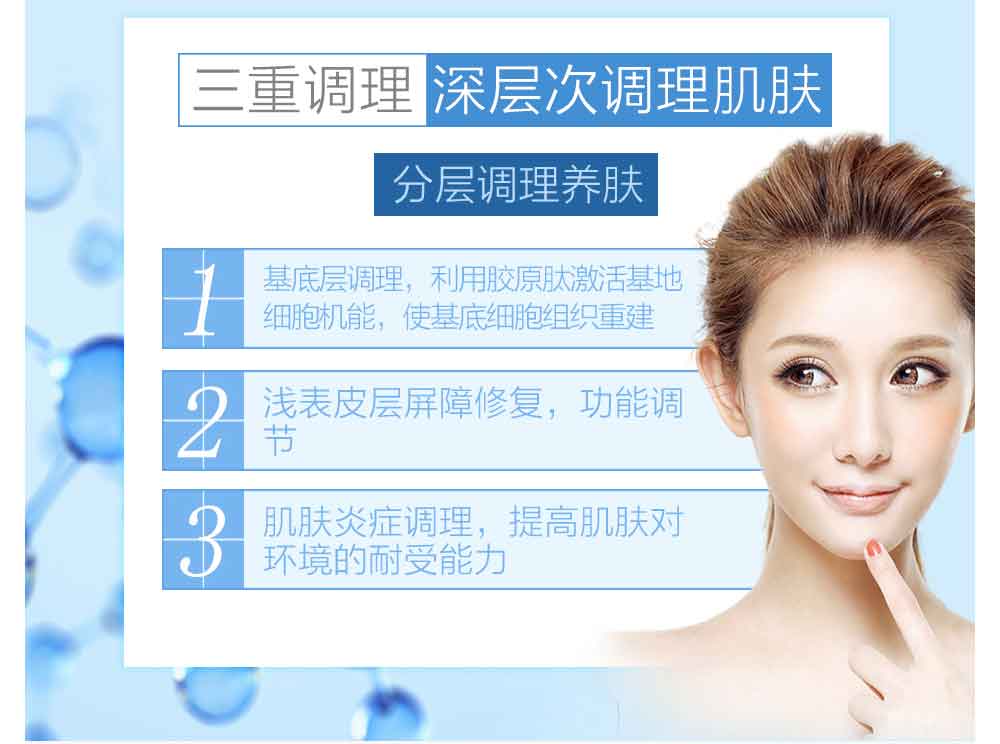 三重调理 深层次调理肌肤
分层调理养肤
1
基底层调理，利用胶原肽激活基地
细胞机能，使基底细胞组织重建
2
浅表皮层屏障修复，功能调
节
3
肌肤炎症调理，提高肌肤对
环境的耐受能力